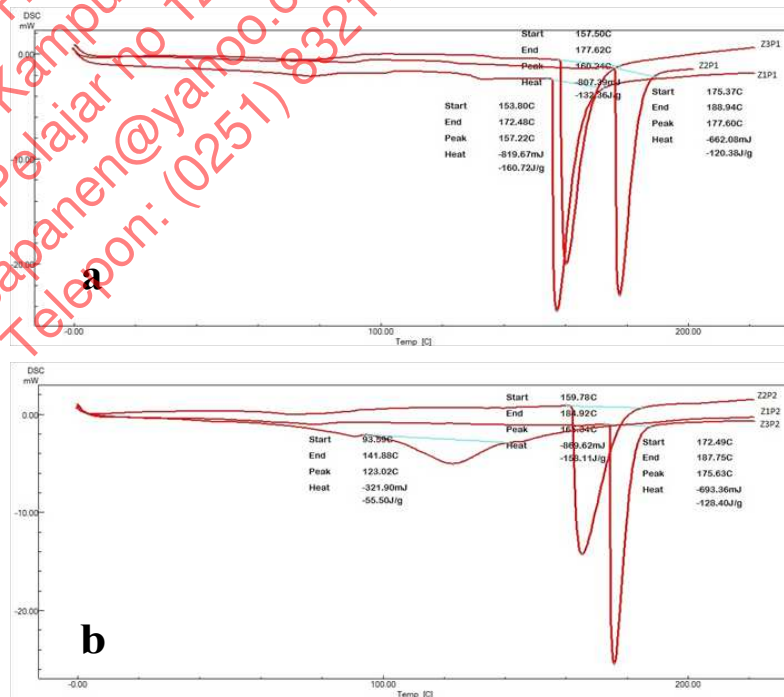 DSC
mW
0.00
-10.00
-20.00
Start 157.50C
End 177.62C
Peak 160.24C
Heat -807.39mJ
-132.36J/g
Z3P1
Z2P1
Z1P1
Start 153.80C
End 172.48C
Peak 157.22C
Heat -819.67mJ
-160.72J/g
Start 175.37C
End 188.94C
Peak 177.60C
Heat -662.08mJ
-120.38J/g
a
-0.00 100.00 200.00
Temp [C]
DSC
mW
0.00
-10.00
-20.00
Start 159.78C
End 184.92C
Peak
Heat -869.62mJ
-158.11J/g
Z2P2
Z1P2
Z3P2
Start 93.59C
End 141.88C
Peak 123.02C
Heat -321.90mJ
-55.50J/g
Start 172.49C
End 187.75C
Peak 175.63C
Heat -693.36mJ
-128.40J/g
b
-0.00 100.00 200.00
Temp [C]
Pelajar no
Telepon: (0251)